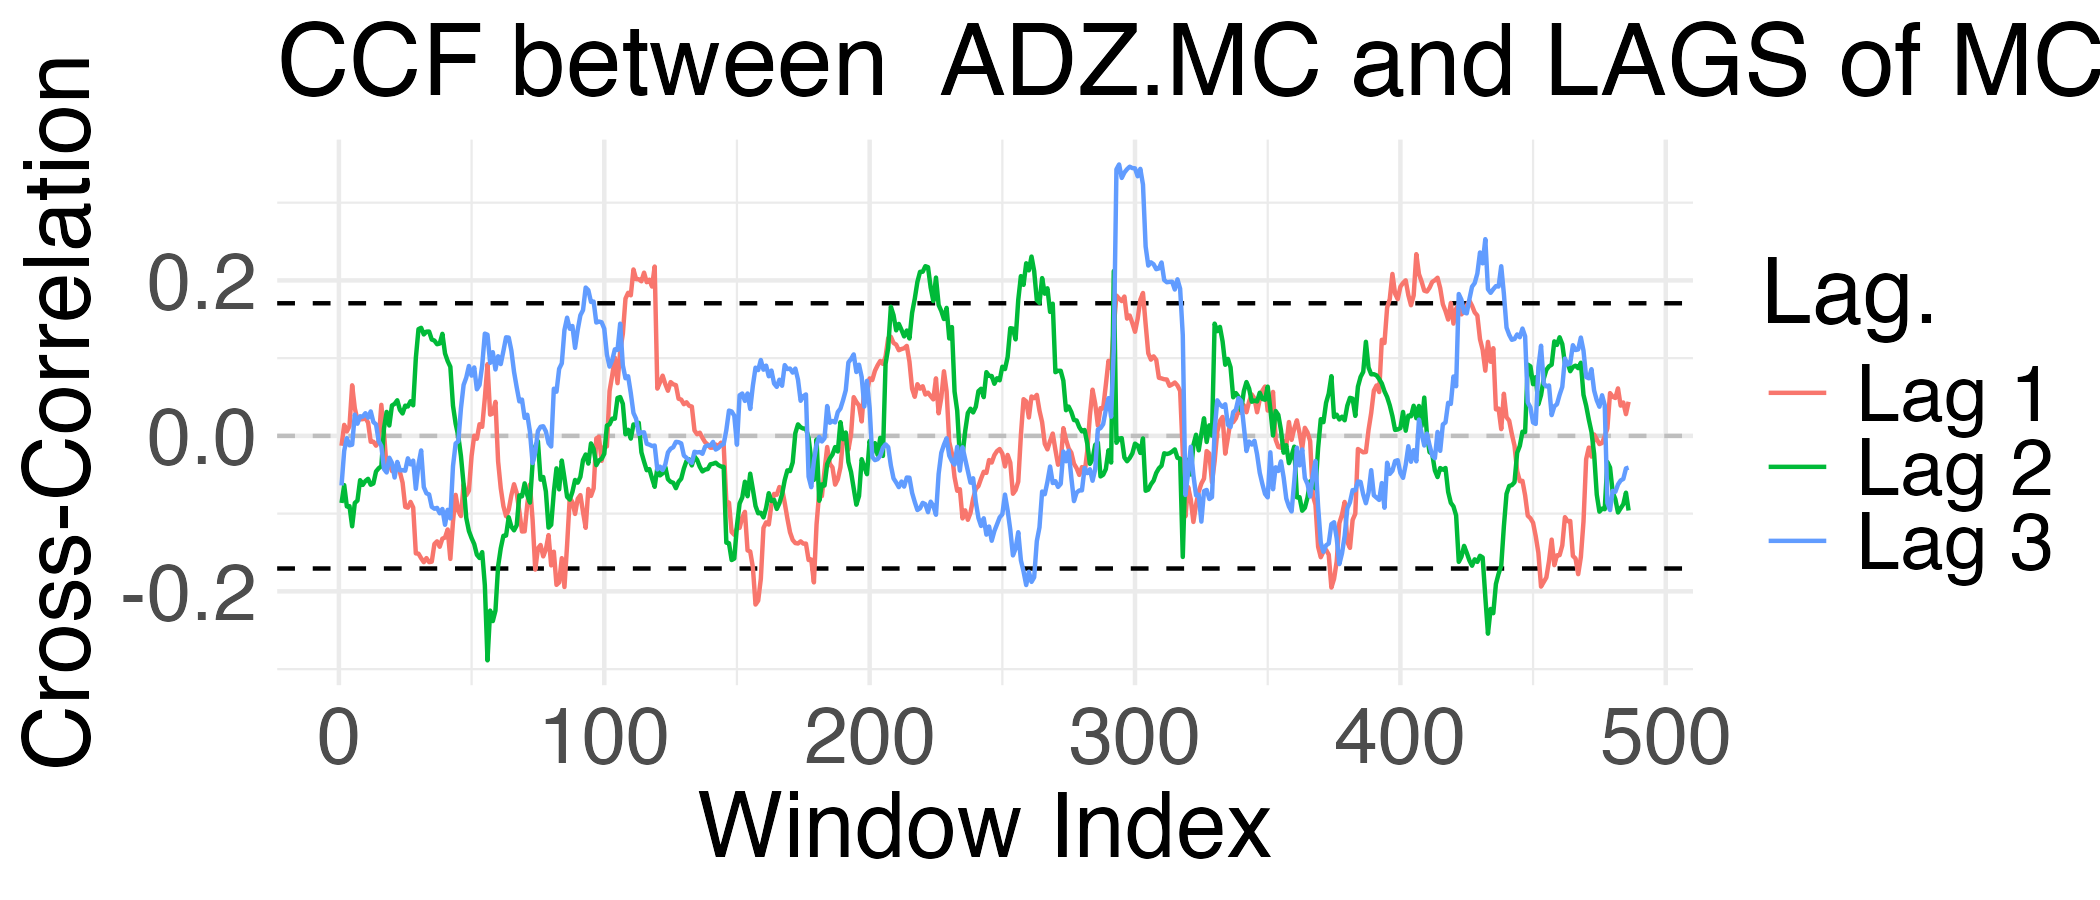 CCF between  ADZ.MC and LAGS of MC
Cross-Correlation
0.2
0.0
-0.2
0
100
200
300
400
500
Window Index
Lag.
Lag 1
Lag 2
Lag 3